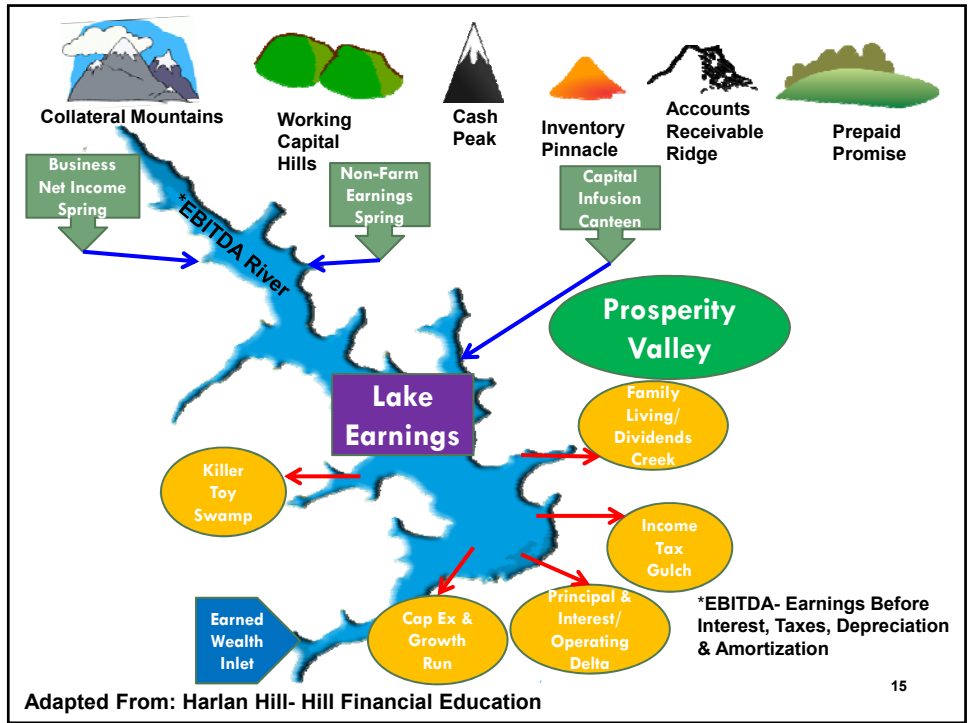 Collateral Mountains
Working
Capital
Hills
Cash
Peak
Inventory
Pinnacle
Accounts
Receivable
Ridge
Prepaid
Promise
Business
Net Income
Spring
*EBITDA River
Non-Farm
Earnings
Spring
Capital
Infusion
Canteen
Prosperity
Valley
Lake
Earnings
Family
Living/
Dividends
Creek
Killer
Toy
Swamp
Income
Tax
Gulch
Earned
Wealth
Inlet
Cap Ex &
Growth
Run
Principal &
Interest/
Operating
Delta
*EBITDA- Earnings Before
Interest, Taxes, Depreciation
& Amortization
15
Adapted From: Harlan Hill- Hill Financial Education